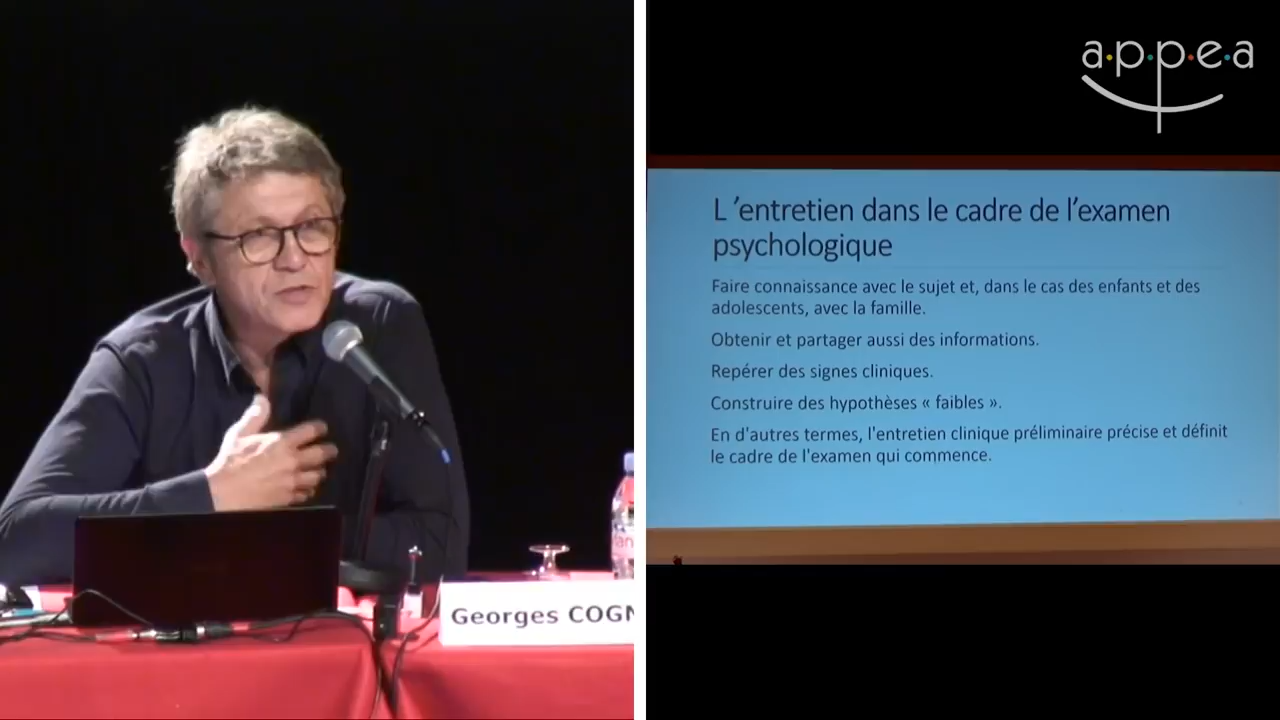 a.p.p.e.a
L ’entretien dans le cadre de l’examen
psychologique
Faire connaissance avec le sujet et, dans le cas des enfants et des
adolescents, avec la famille.
Obtenir et partager aussi des informations.
Repérer des signes cliniques.
Construire des hypothèses « faibles ».
En d'autres termes, l'entretien clinique préliminaire précise et définit
le cadre de l'examen qui commence.
Georges COGN